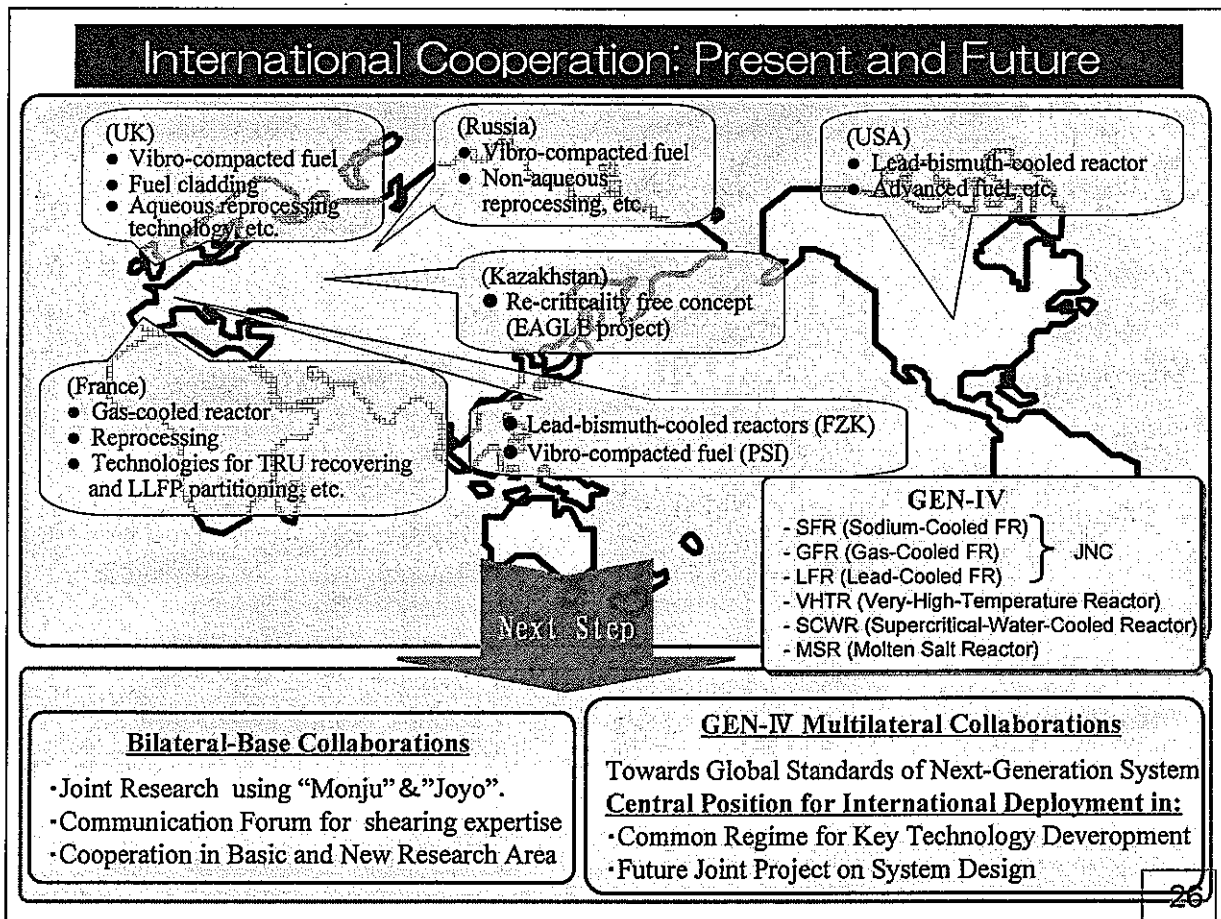 International Cooperation: Present and Future
(UK)
● Vibro-compacted fuel
● Fuel cladding
● Aqueous reprocessing
technology, etc.
(Russia)
● Vibro-compacted fuel
● Non-aqueous
reprocessing, etc.
(USA)
● Lead-bismuth-cooled reactor
● Advanced fuel, etc.
(Kazakhstan)
● Re-criticality free concept
(EAGLE project)
(France)
● Gas-cooled reactor
● Reprocessing
● Technologies for TRU recovering
and LLFP partitioning, etc.
● Lead-bismuth-cooled reactors (FZK)
● Vibro-compacted fuel (PSI)
GEN-IV
- SFR (Sodium-Cooled FR)
- GFR (Gas-Cooled FR)
- LFR (Lead-Cooled FR)
JNC
- VHTR (Very-High-Temperature Reactor)
- SCWR (Supercritical-Water-Cooled Reactor)
- MSR (Molten Salt Reactor)
Next Step
Bilateral-Base Collaborations
·Joint Research using "Monju" &"Joyo".
·Communication Forum for shearing expertise
·Cooperation in Basic and New Research Area
GEN-Ⅳ Multilateral Collaborations
Towards Global Standards of Next-Generation System
Central Position for International Deployment in:
·Common Regime for Key Technology Deveropment
·Future Joint Project on System Design
26